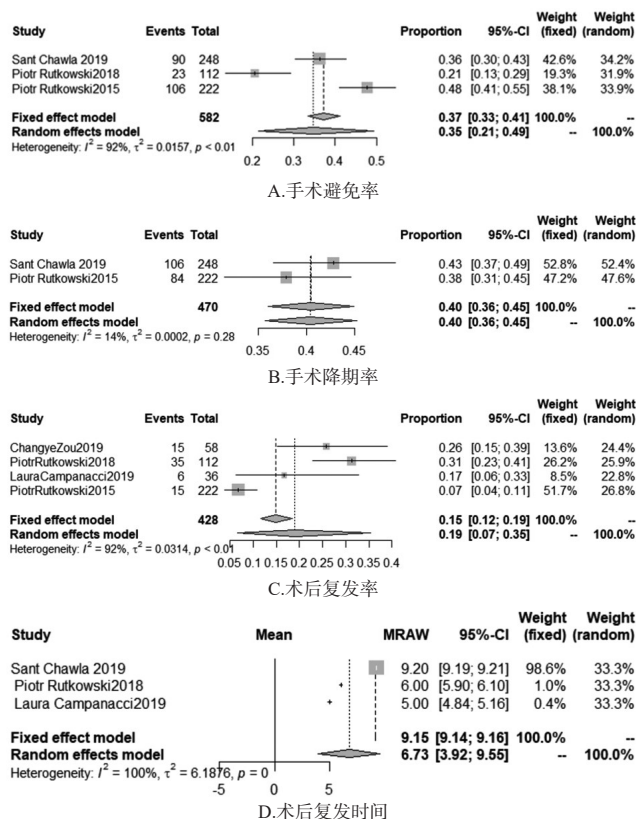 Study Events Total Proportion 95%-CI Weight (fixed) Weight (random)
Sant Chawla 2019 90 248 0.36 [0.30; 0.43] 42.6% 34.2%
Piotr Rutkowski2018 23 112 0.21 [0.13; 0.29] 19.3% 31.9%
Piotr Rutkowski2015 106 222 0.48 [0.41; 0.55] 38.1% 33.9%
Fixed effect model 582 0.37 [0.33; 0.41] 100.0% --
Random effects model 0.35 [0.21; 0.49] -- 100.0%
Heterogeneity: I² = 92%, τ² = 0.0157, p < 0.01
0.2 0.3 0.4 0.5
A.手术避免率
Study Events Total Proportion 95%-CI Weight (fixed) Weight (random)
Sant Chawla 2019 106 248 0.43 [0.37; 0.49] 52.8% 52.4%
Piotr Rutkowski2015 84 222 0.38 [0.31; 0.45] 47.2% 47.6%
Fixed effect model 470 0.40 [0.36; 0.45] 100.0% --
Random effects model 0.40 [0.36; 0.45] -- 100.0%
Heterogeneity: I² = 14%, τ² = 0.0002, p = 0.28
0.35 0.4 0.45
B.手术降期率
Study Events Total Proportion 95%-CI Weight (fixed) Weight (random)
ChangyeZou2019 15 58 0.26 [0.15; 0.39] 13.6% 24.4%
PiotrRutkowski2018 35 112 0.31 [0.23; 0.41] 26.2% 25.9%
LauraCampanacci2019 6 36 0.17 [0.06; 0.33] 8.5% 22.8%
PiotrRutkowski2015 15 222 0.07 [0.04; 0.11] 51.7% 26.8%
Fixed effect model 428 0.15 [0.12; 0.19] 100.0% --
Random effects model 0.19 [0.07; 0.35] -- 100.0%
Heterogeneity: I² = 92%, τ² = 0.0314, p < 0.01
0.05 0.1 0.15 0.2 0.25 0.3 0.35 0.4
C.术后复发率
Study Mean MRAW 95%-CI Weight (fixed) Weight (random)
Sant Chawla 2019 9.20 [9.19; 9.21] 98.6% 33.3%
Piotr Rutkowski2018 6.00 [5.90; 6.10] 1.0% 33.3%
Laura Campanacci2019 5.00 [4.84; 5.16] 0.4% 33.3%
Fixed effect model 9.15 [9.14; 9.16] 100.0% --
Random effects model 6.73 [3.92; 9.55] -- 100.0%
Heterogeneity: I² = 100%, τ² = 6.1876, p = 0
-5 0 5
D.术后复发时间